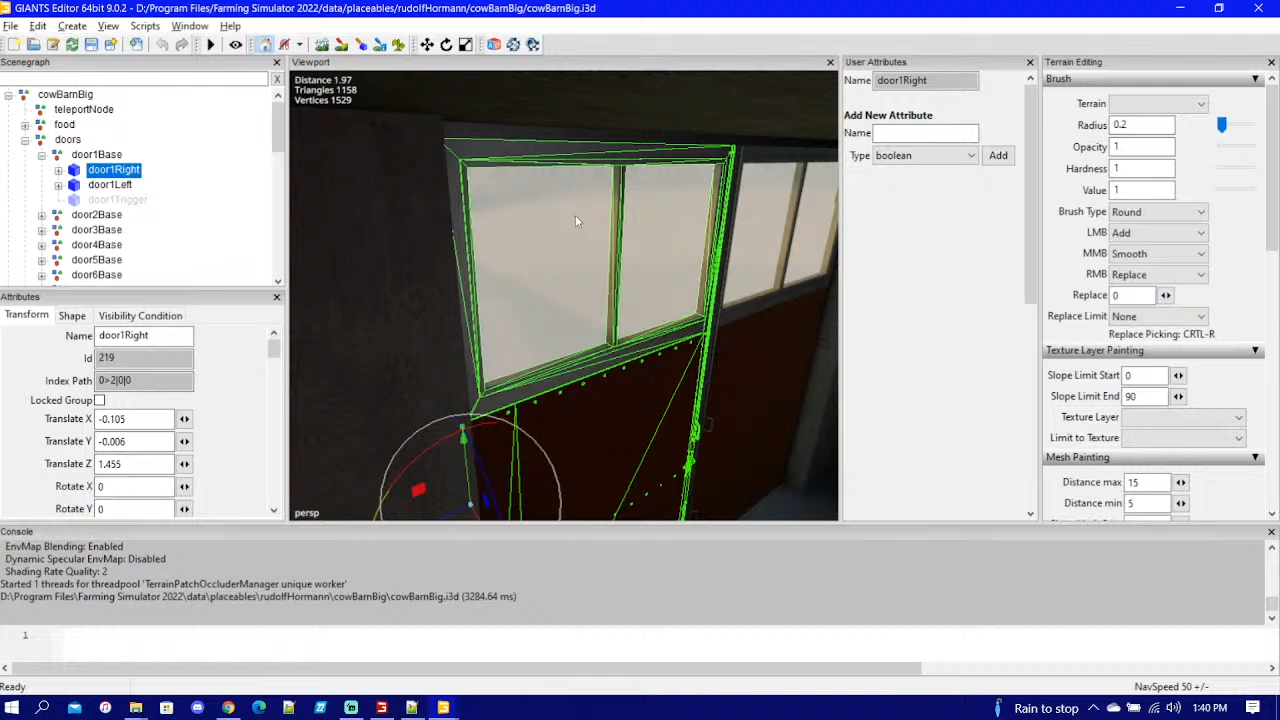 GIANTS Editor 64bit 9.0.2 - D:/Program Files/Farming Simulator 2022/data/placeables/rudolfHormann/cowBarnBig/cowBarnBig.i3d
File Edit Create View Scripts Window Help
Scenegraph
X
cowBarnBig
teleportNode
food
doors
door1Base
door1Right
door1Left
door1Trigger
door2Base
door3Base
door4Base
door5Base
door6Base
Attributes
Transform Shape Visibility Condition
Name door1Right
Id 219
Index Path 0>2|0|0
Locked Group
Translate X -0.105
Translate Y -0.006
Translate Z 1.455
Rotate X 0
Rotate Y 0
Viewport
Distance 1.97
Triangles 1158
Vertices 1529
persp
User Attributes
Name door1Right
Add New Attribute
Name
Type boolean Add
Terrain Editing
Brush
Terrain
Radius 0.2
Opacity 1
Hardness 1
Value 1
Brush Type Round
LMB Add
MMB Smooth
RMB Replace
Replace 0
Replace Limit None
Replace Picking: CRTL-R
Texture Layer Painting
Slope Limit Start 0
Slope Limit End 90
Texture Layer
Limit to Texture
Mesh Painting
Distance max 15
Distance min 5
Console
EnvMap Blending: Enabled
Dynamic Specular EnvMap: Disabled
Shading Rate Quality: 2
Started 1 threads for threadpool 'TerrainPatchOccluderManager unique worker'
D:\Program Files\Farming Simulator 2022\data\placeables\rudolfHormann\cowBarnBig\cowBarnBig.i3d (3284.64 ms)
1
Ready
NavSpeed 50 +/-
Rain to stop
1:40 PM